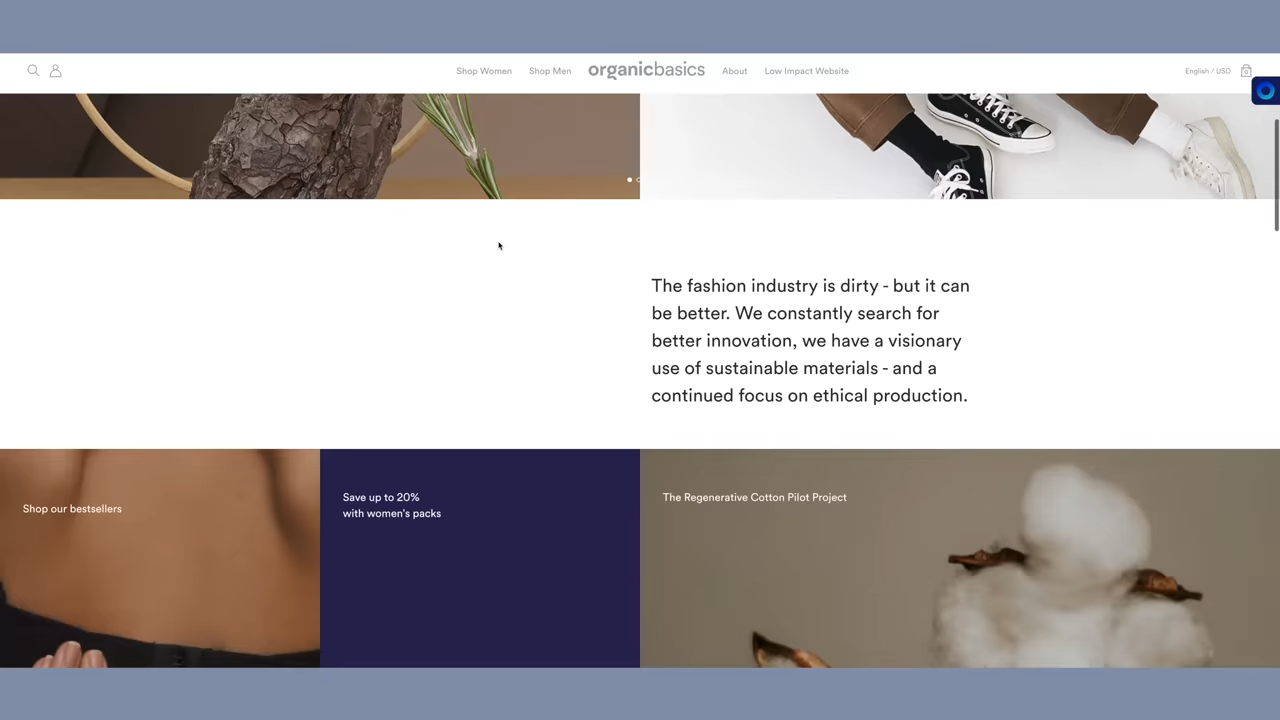 Shop Women
Shop Men
organicbasics
About
Low Impact Website
English / USD
0
The fashion industry is dirty - but it can
be better. We constantly search for
better innovation, we have a visionary
use of sustainable materials - and a
continued focus on ethical production.
Shop our bestsellers
Save up to 20%
with women's packs
The Regenerative Cotton Pilot Project